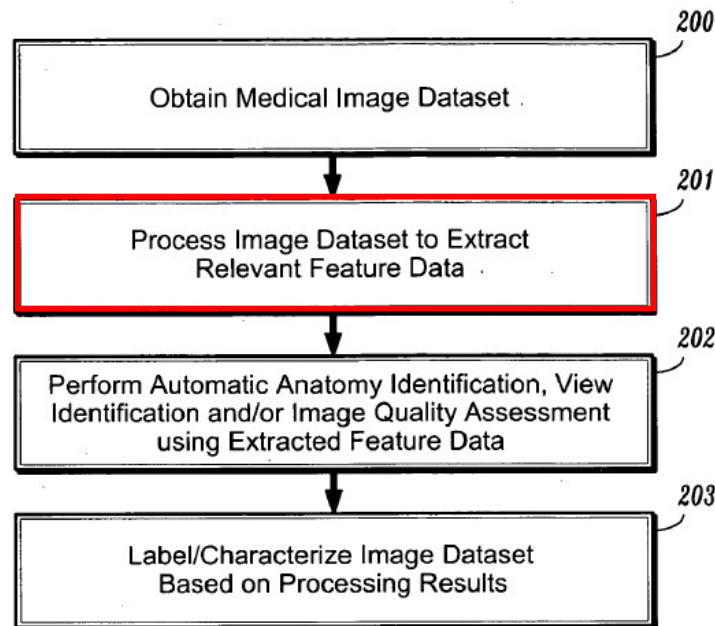 200
Obtain Medical Image Dataset
201
Process Image Dataset to Extract
Relevant Feature Data
202
Perform Automatic Anatomy Identification, View
Identification and/or Image Quality Assessment
using Extracted Feature Data
203
Label/Characterize Image Dataset
Based on Processing Results